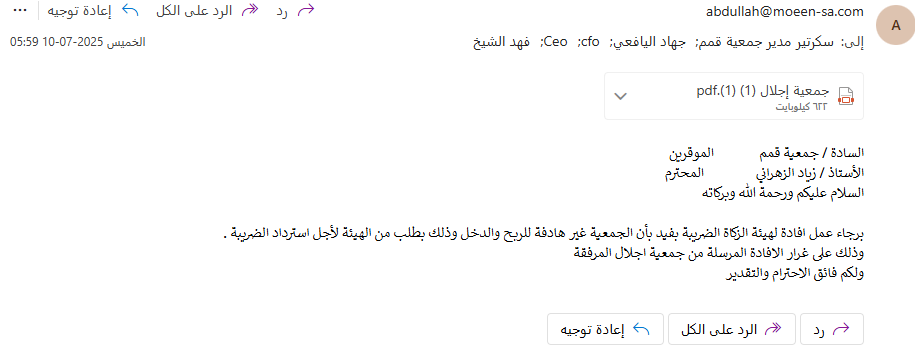 abdullah@moeen-sa.com
رد الرد على الكل إعادة توجيه ...
A
إلى: سكرتير مدير جمعية قمم; جهاد اليافعي; cfo; Ceo; فهد الشيخ
الخميس 2025-07-10 05:59
جمعية إجلال (1) (1).pdf
٦٢٢ كيلوبايت
السادة / جمعية قمم الموقرين
الأستاذ / زياد الزهراني المحترم
السلام عليكم ورحمة الله وبركاته
برجاء عمل افادة لهيئة الزكاة الضريبة بفيد بأن الجمعية غير هادفة للربح والدخل وذلك بطلب من الهيئة لأجل استرداد الضريبة .
وذلك على غرار الافادة المرسلة من جمعية اجلال المرفقة
ولكم فائق الاحترام والتقدير
رد الرد على الكل إعادة توجيه